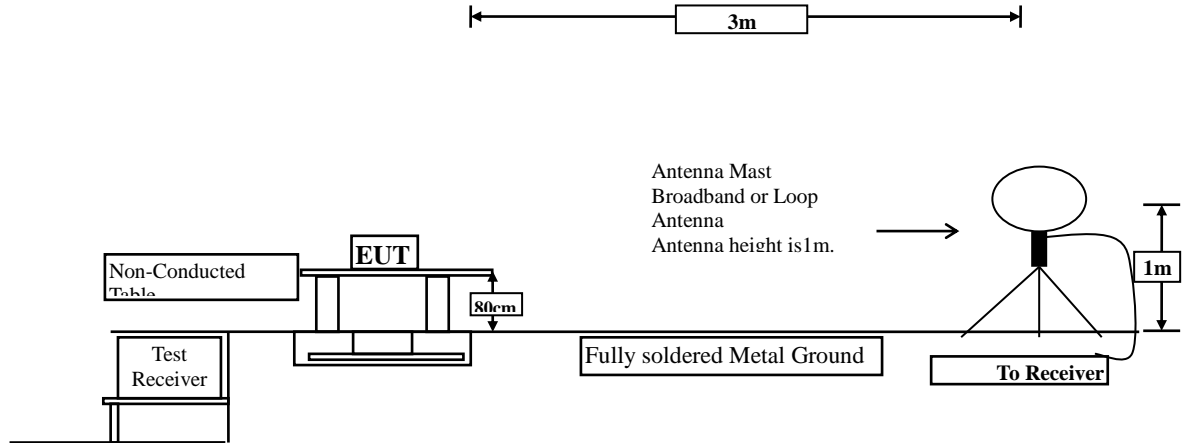 3m
Antenna Mast
Broadband or Loop
Antenna
Antenna height is1m.
EUT
Non-Conducted
Table
80cm
1m
Test
Receiver
Fully soldered Metal Ground
To Receiver